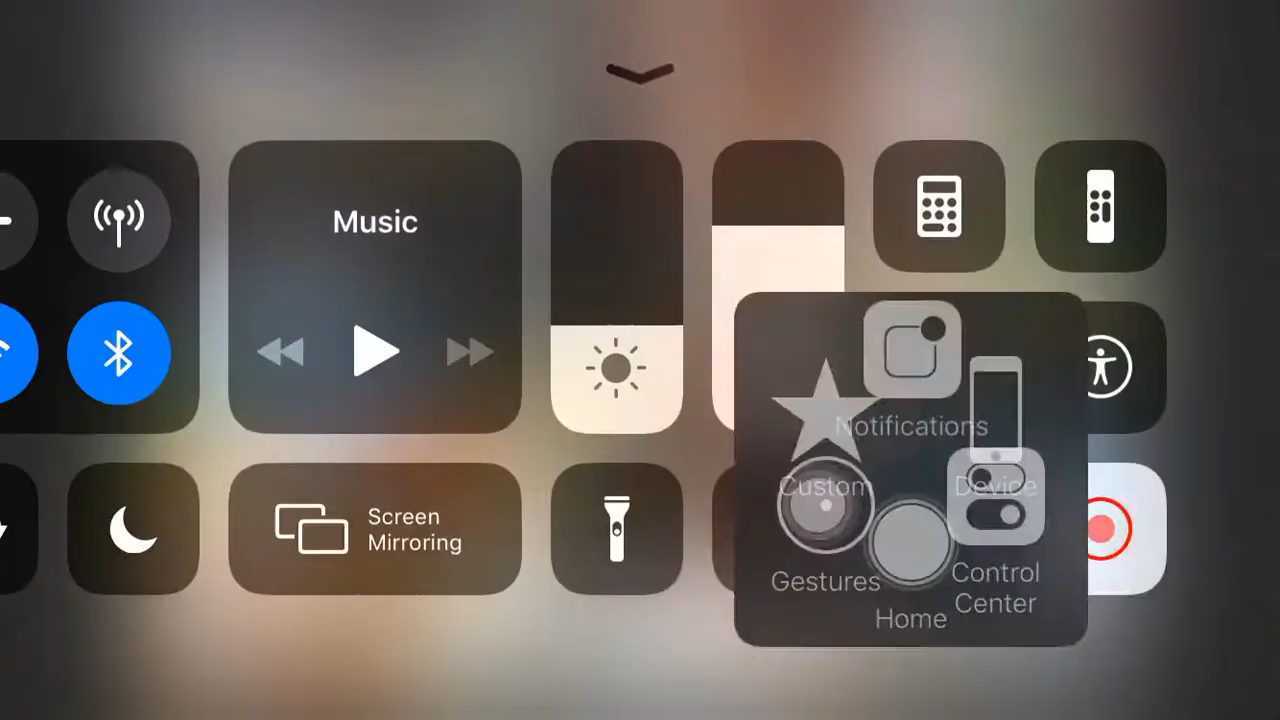 Music
Screen
Mirroring
Notifications
Custom
Device
Gestures
Control
Center
Home